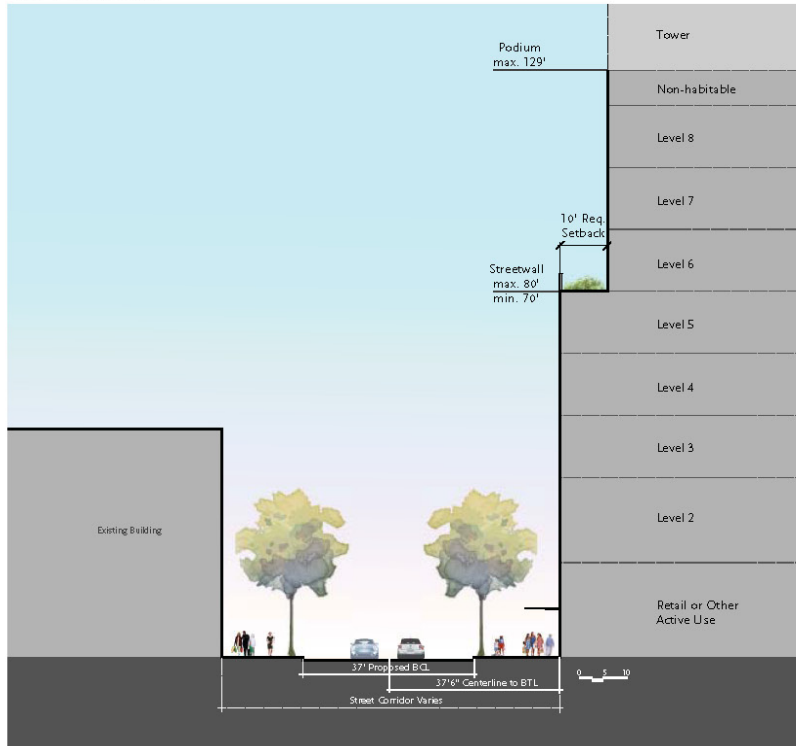 Tower
Podium
max. 129'
Non-habitable
Level 8
Level 7
10' Req.
Setback
Level 6
Streetwall
max. 80'
min. 70'
Level 5
Level 4
Level 3
Level 2
Existing Building
Retail or Other
Active Use
37' Proposed BCL
37'6" Centerline to BTL
0 5 10
Street Corridor Varies